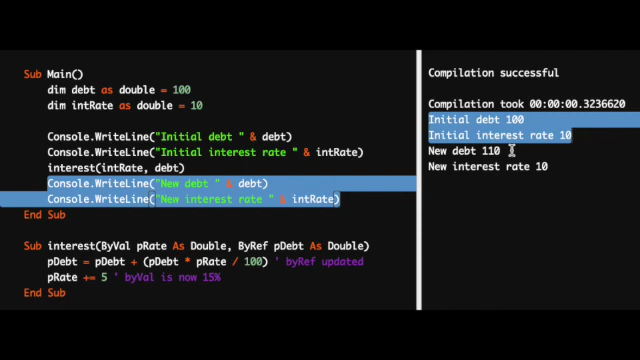 Sub Main()
dim debt as double = 100
dim intRate as double = 10
Console.WriteLine("Initial debt " & debt)
Console.WriteLine("Initial interest rate " & intRate)
interest(intRate, debt)
Console.WriteLine("New debt " & debt)
Console.WriteLine("New interest rate " & intRate)
End Sub
Sub interest(ByVal pRate As Double, ByRef pDebt As Double)
pDebt = pDebt + (pDebt * pRate / 100) ' byRef updated
pRate += 5 ' byVal is now 15%
End Sub
Compilation successful
Compilation took 00:00:00.3236620
Initial debt 100
Initial interest rate 10
New debt 110
New interest rate 10